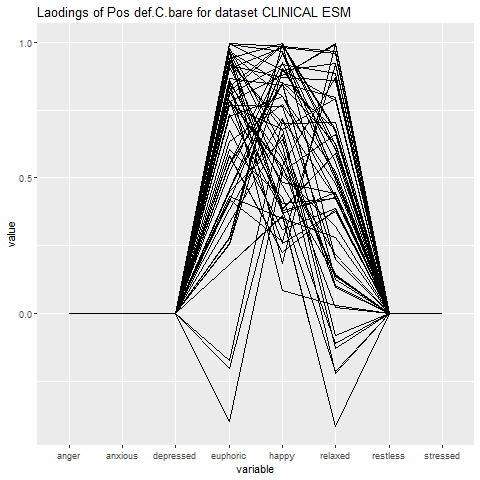 Laodings of Pos def.C.bare for dataset CLINICAL ESM
1.0
0.5
0.0
value
anger anxious depressed euphoric happy relaxed restless stressed
variable